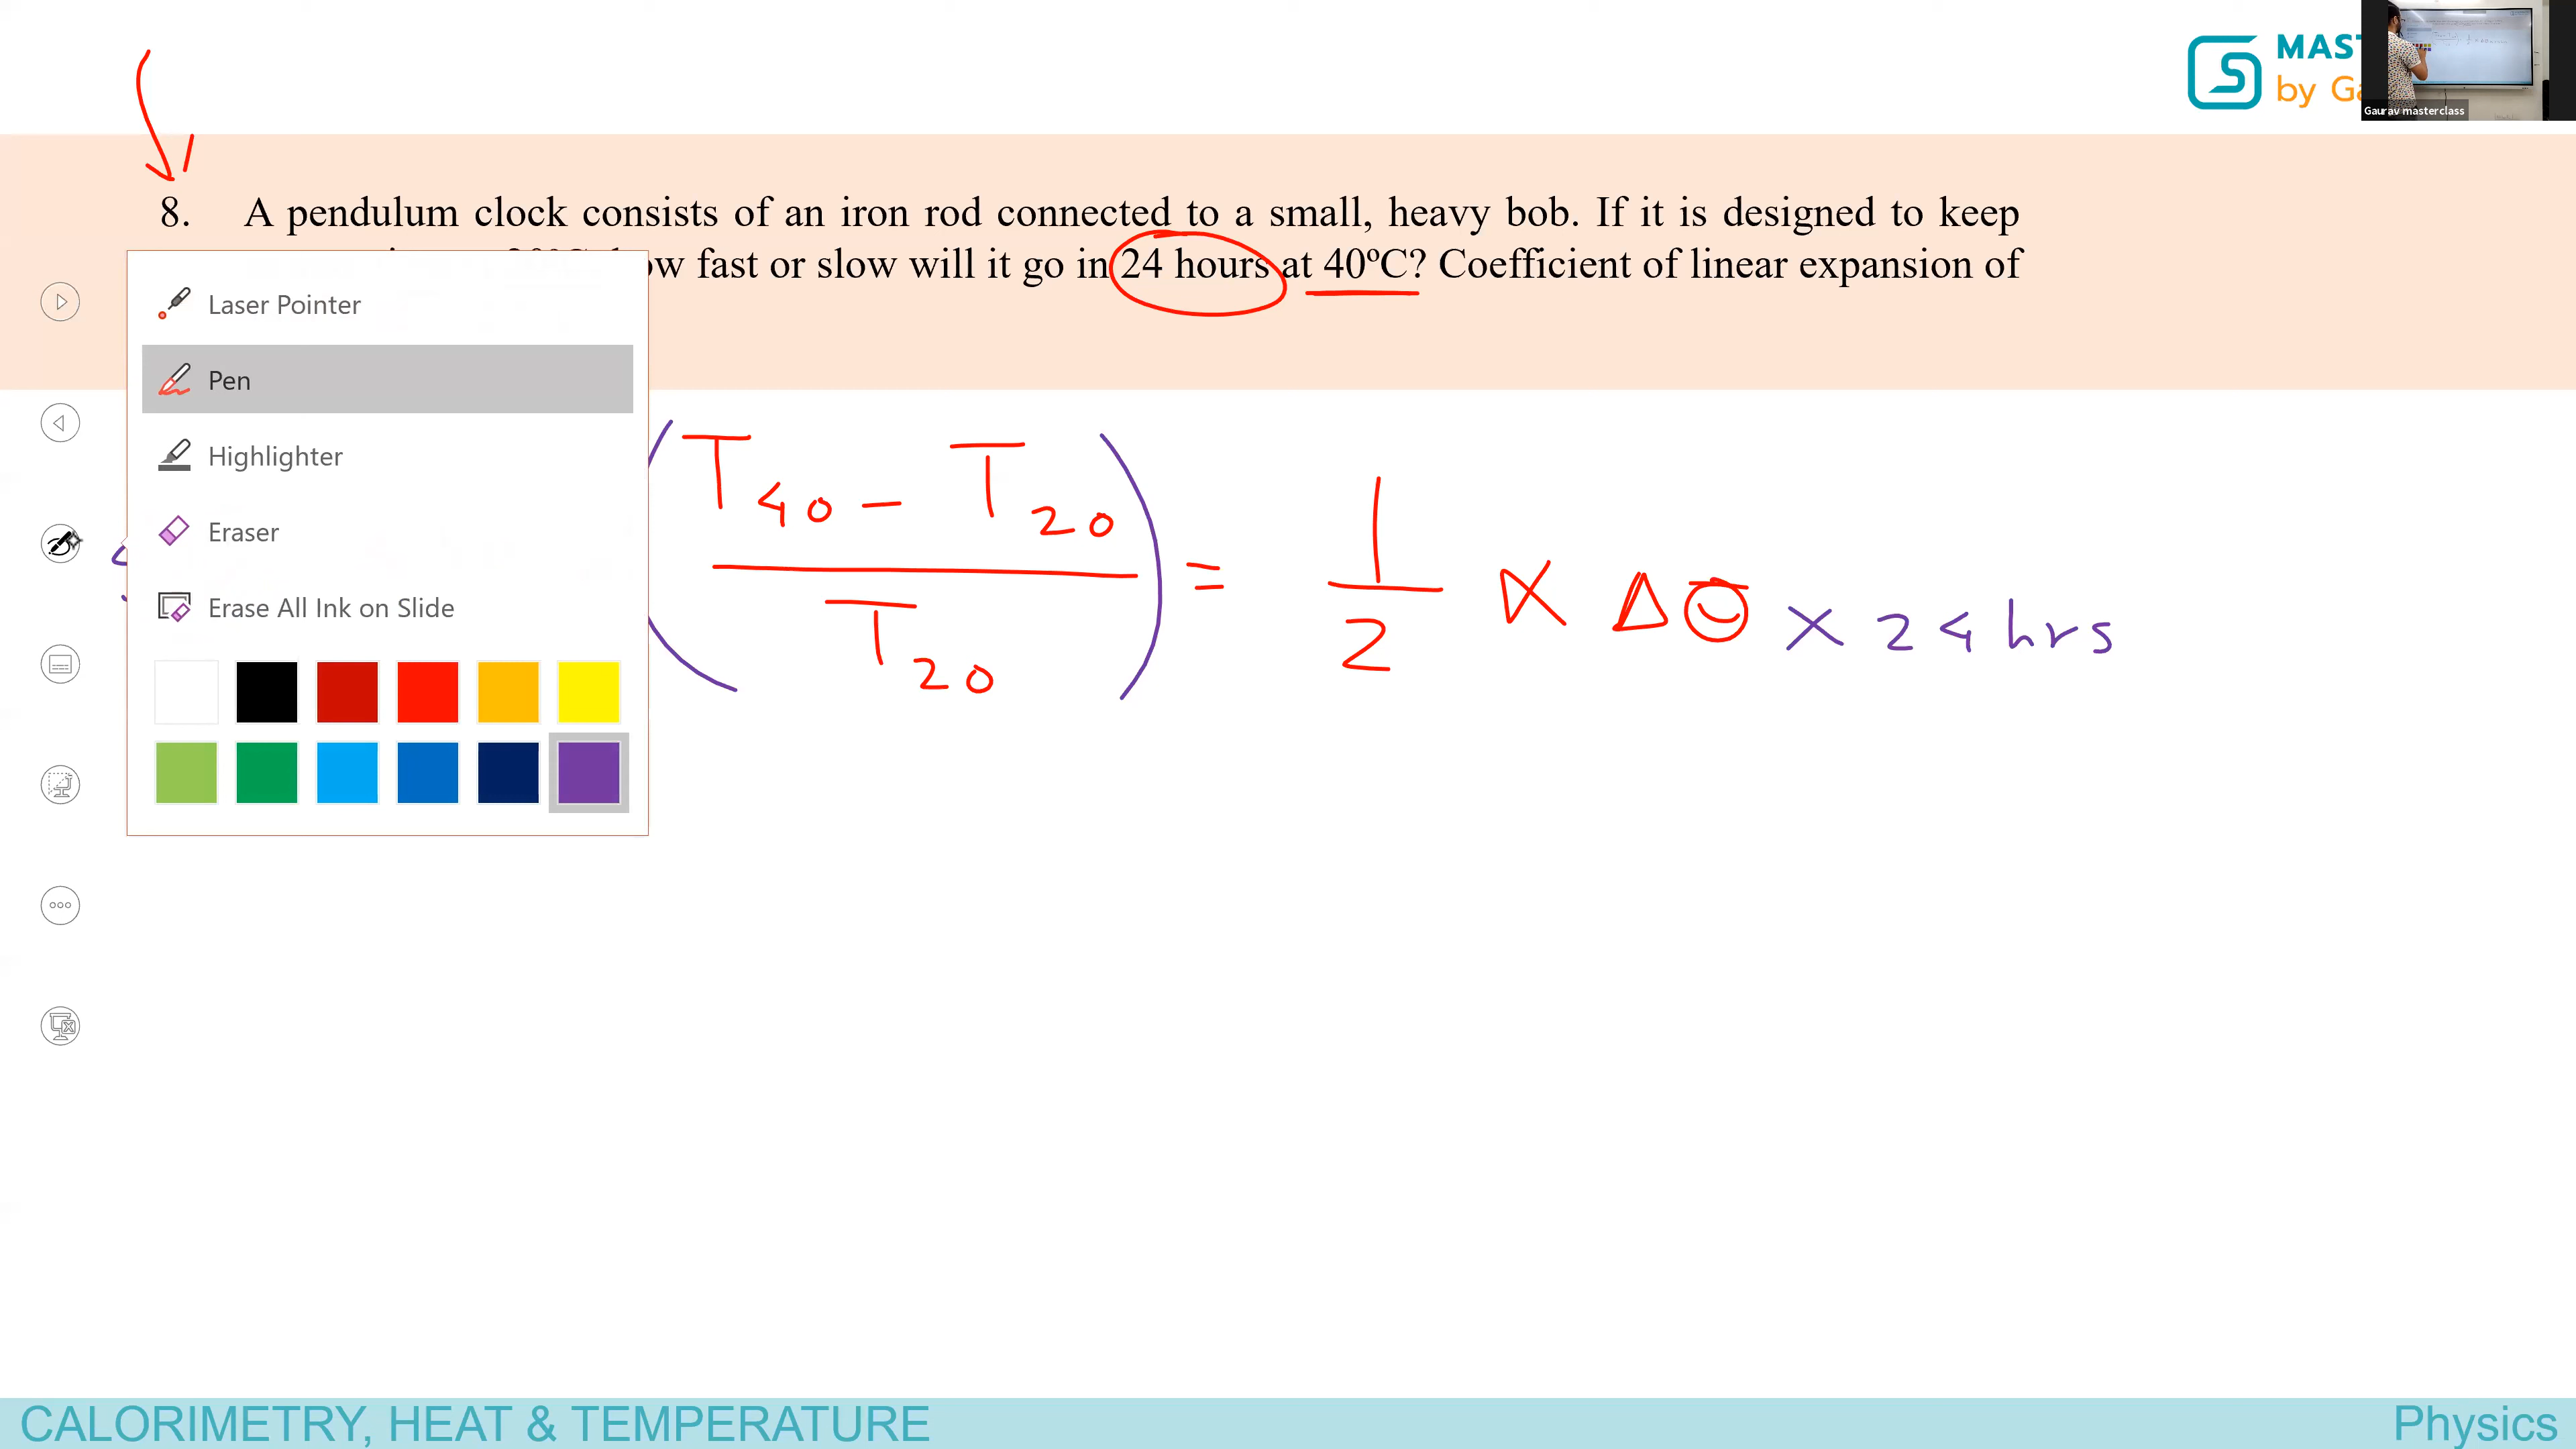 MAST
by Ga
Gaurav masterclass
8. A pendulum clock consists of an iron rod connected to a small, heavy bob. If it is designed to keep
how fast or slow will it go in 24 hours at 40ºC? Coefficient of linear expansion of
Laser Pointer
Pen
Highlighter
Eraser
Erase All Ink on Slide
T40 - T20
T20
= 1/2 ∝ Δθ × 24 hrs
CALORIMETRY, HEAT & TEMPERATURE
Physics